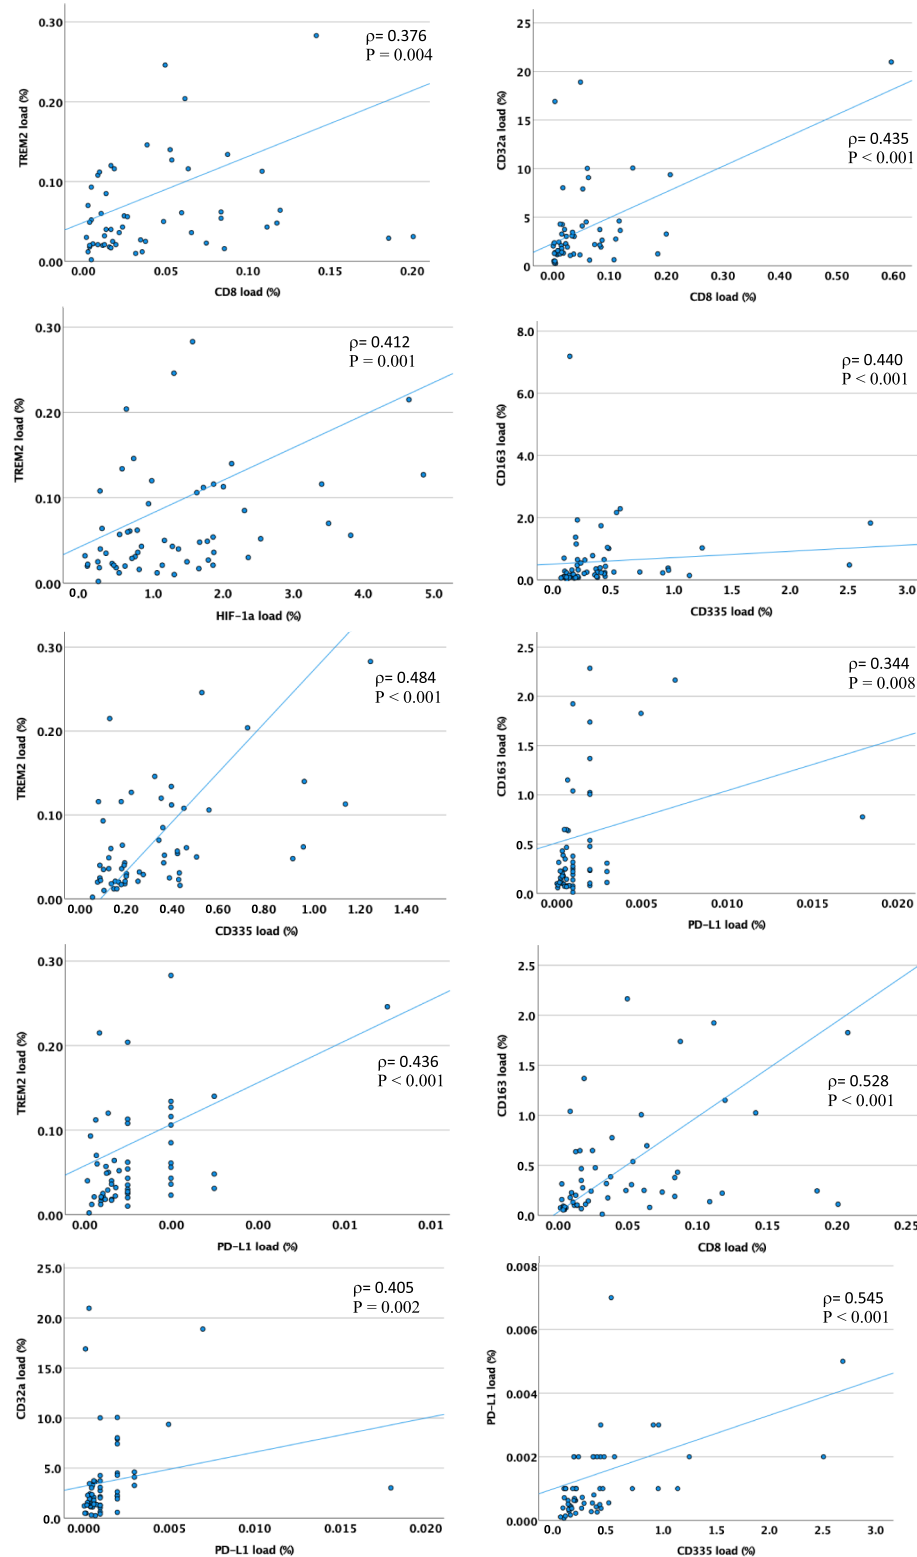 TREM2 load (%)
0.30
0.20
0.10
0.00
ρ= 0.376
P = 0.004
0.00 0.05 0.10 0.15 0.20
CD8 load (%)
CD32a load (%)
25
20
15
10
5
0
ρ= 0.435
P < 0.001
0.00 0.10 0.20 0.30 0.40 0.50 0.60
CD8 load (%)
TREM2 load (%)
0.30
0.20
0.10
0.00
ρ= 0.412
P = 0.001
0.0 1.0 2.0 3.0 4.0 5.0
HIF-1a load (%)
CD163 load (%)
8.0
6.0
4.0
2.0
0.0
ρ= 0.440
P < 0.001
0.0 0.5 1.0 1.5 2.0 2.5 3.0
CD335 load (%)
TREM2 load (%)
0.30
0.20
0.10
0.00
ρ= 0.484
P < 0.001
0.00 0.20 0.40 0.60 0.80 1.00 1.20 1.40
CD335 load (%)
CD163 load (%)
2.5
2.0
1.5
1.0
0.5
0.0
ρ= 0.344
P = 0.008
0.000 0.005 0.010 0.015 0.020
PD-L1 load (%)
TREM2 load (%)
0.30
0.20
0.10
0.00
ρ= 0.436
P < 0.001
0.00 0.00 0.00 0.01 0.01
PD-L1 load (%)
CD163 load (%)
2.5
2.0
1.5
1.0
0.5
0.0
ρ= 0.528
P < 0.001
0.00 0.05 0.10 0.15 0.20 0.25
CD8 load (%)
CD32a load (%)
25.0
20.0
15.0
10.0
5.0
0.0
ρ= 0.405
P = 0.002
0.000 0.005 0.010 0.015 0.020
PD-L1 load (%)
PD-L1 load (%)
0.008
0.006
0.004
0.002
0.000
ρ= 0.545
P < 0.001
0.0 0.5 1.0 1.5 2.0 2.5 3.0
CD335 load (%)